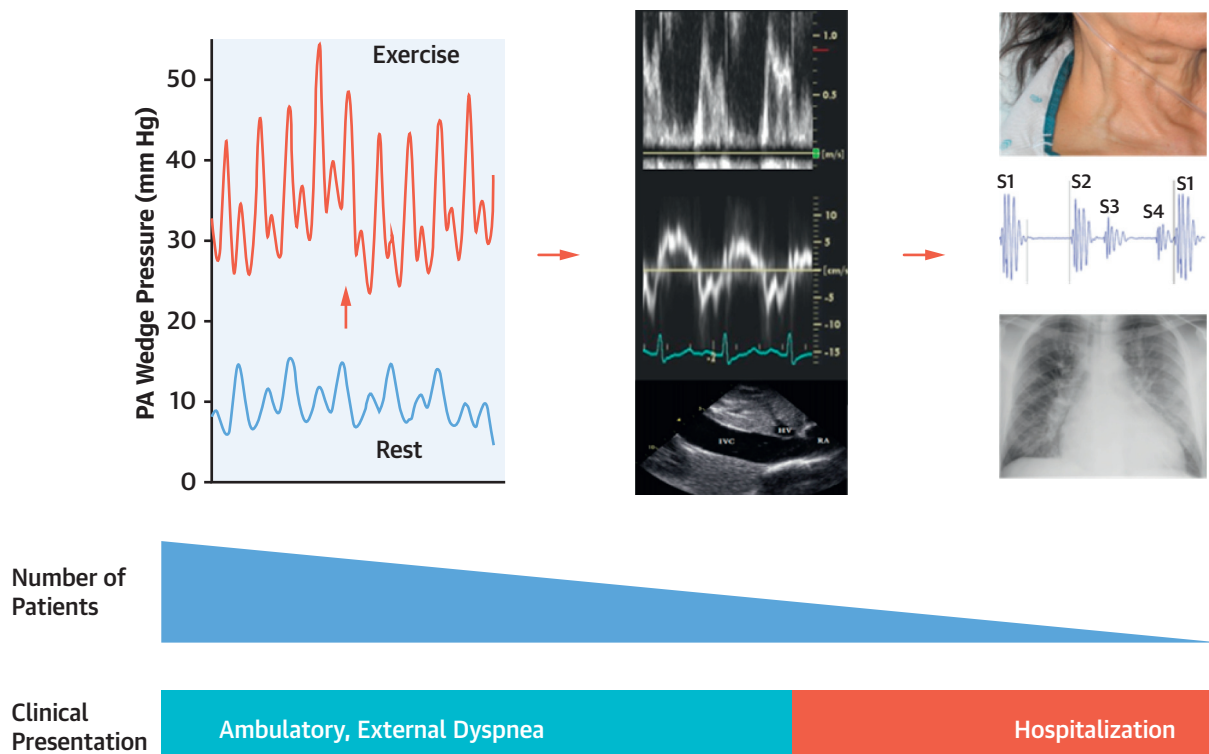 PA Wedge Pressure (mm Hg)
50
40
30
20
10
0
Exercise
Rest
1.0
0.5
[m/s]
10
5
[cm/s
-5
-10
-15
IVC
HV
RA
S1
S2
S3
S4
S1
Number of
Patients
Clinical
Presentation
Ambulatory, External Dyspnea
Hospitalization